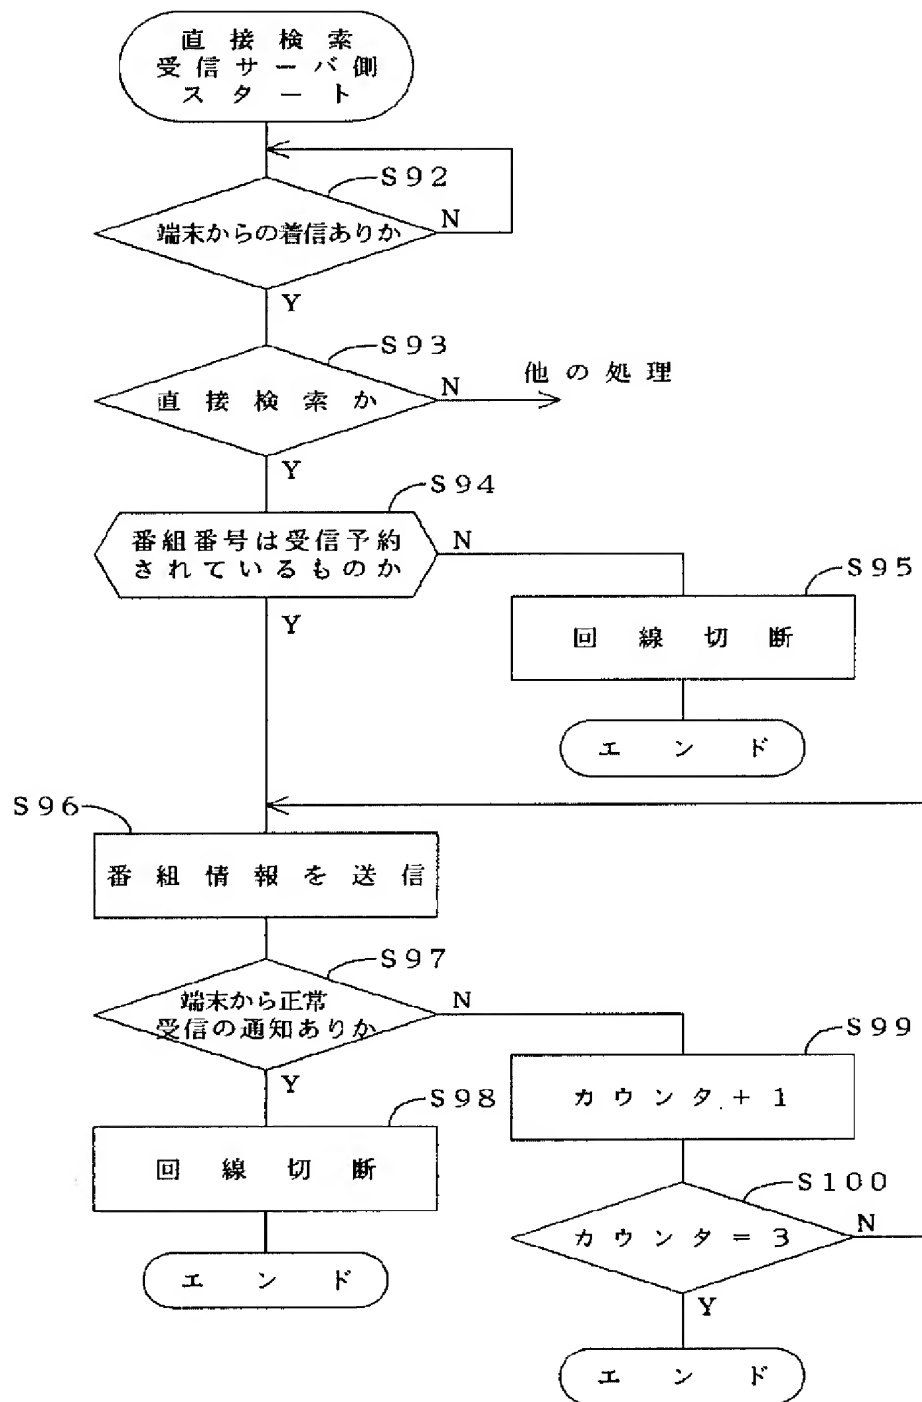 直接検索
受信サーバ側
スタート
S92
端末からの着信ありか
N
Y
S93
直接検索か
N
他の処理
Y
S94
番組番号は受信予約
されているものか
N
Y
S95
回線切断
エンド
S96
番組情報を送信
S97
端末から正常
受信の通知ありか
N
Y
S98
回線切断
エンド
S99
カウンタ+1
S100
カウンタ=3
N
Y
エンド